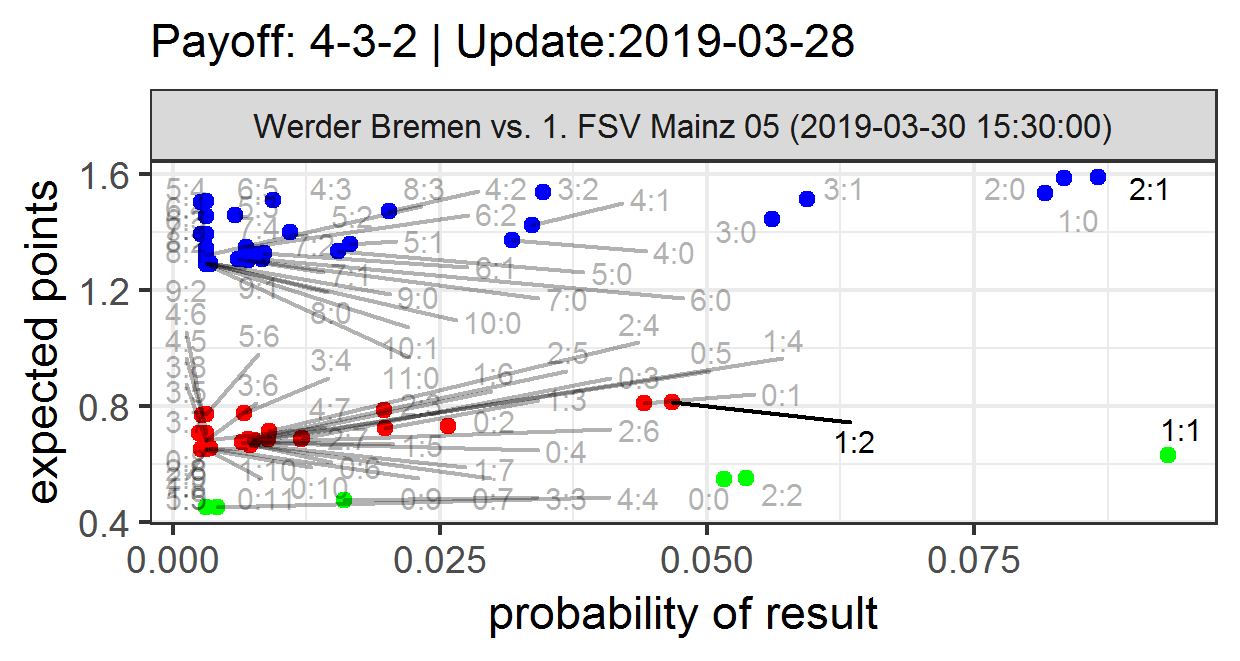 Payoff: 4-3-2 | Update:2019-03-28
Werder Bremen vs. 1. FSV Mainz 05 (2019-03-30 15:30:00)
expected points
1.6
1.2
0.8
0.4
5:4 6:5 4:3 8:3 4:2 3:2 4:1 3:1 2:0 2:1
5:2 6:2 3:0 1:0
7:4 7:2 5:1 4:0
7:1 6:1 5:0
9:2 9:1 9:0 7:0 6:0
4:6 8:0 10:0 2:4
4:5 5:6 10:1 2:5 0:5 1:4
3:4 11:0 1:6 0:3
3:6 2:3 1:3 0:1
4:7 0:2 2:6 1:1
2:7 1:5 0:4 1:2
1:10 0:6 1:7
0:11 0:10 0:9 0:7 3:3 4:4 0:0 2:2
0.000 0.025 0.050 0.075
probability of result